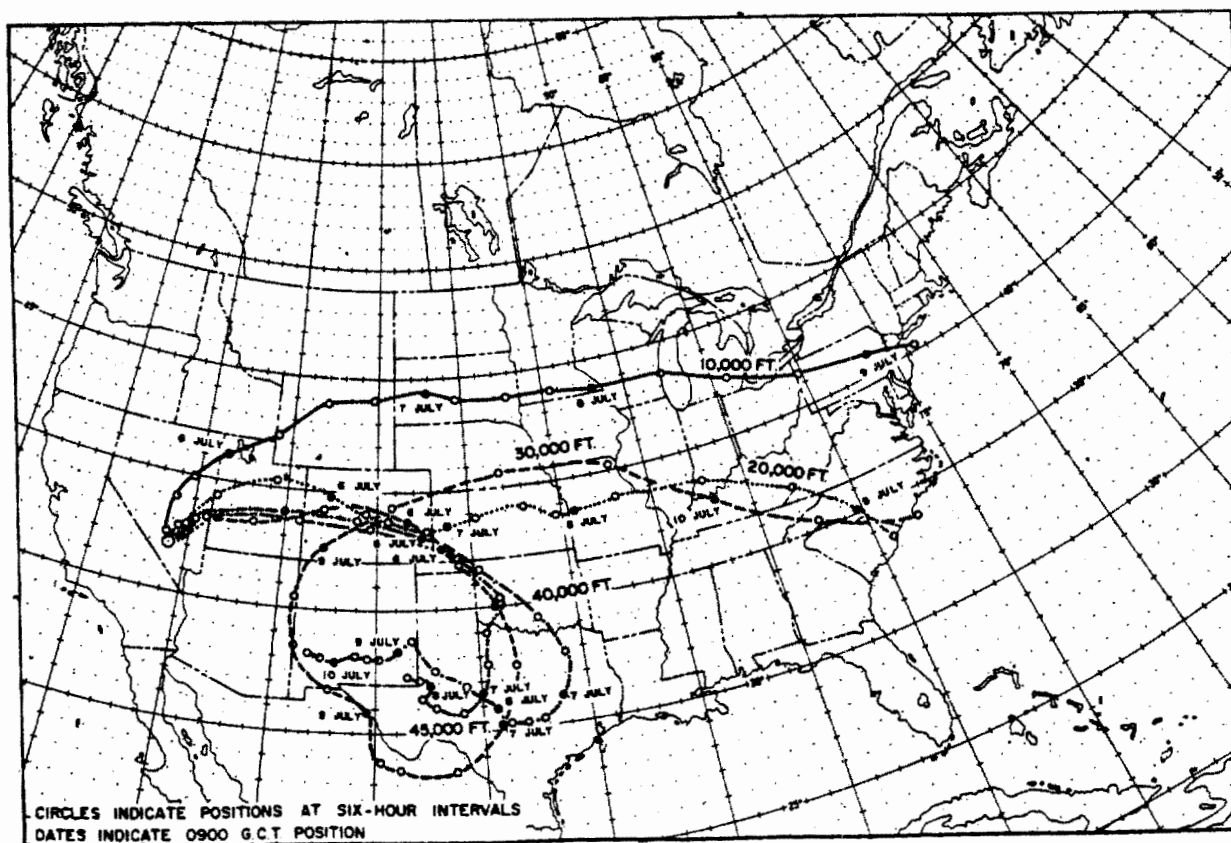 10,000 FT.
9 JULY
7 JULY
8 JULY
6 JULY
30,000 FT.
20,000 FT.
6 JULY
9 JULY
6 JULY
10 JULY
7 JULY
8 JULY
9 JULY
6 JULY
6 JULY
40,000 FT.
9 JULY
10 JULY
8 JULY
7 JULY
7 JULY
8 JULY
9 JULY
45,000 FT.
7 JULY
CIRCLES INDICATE POSITIONS AT SIX-HOUR INTERVALS
DATES INDICATE 0900 G.C.T. POSITION